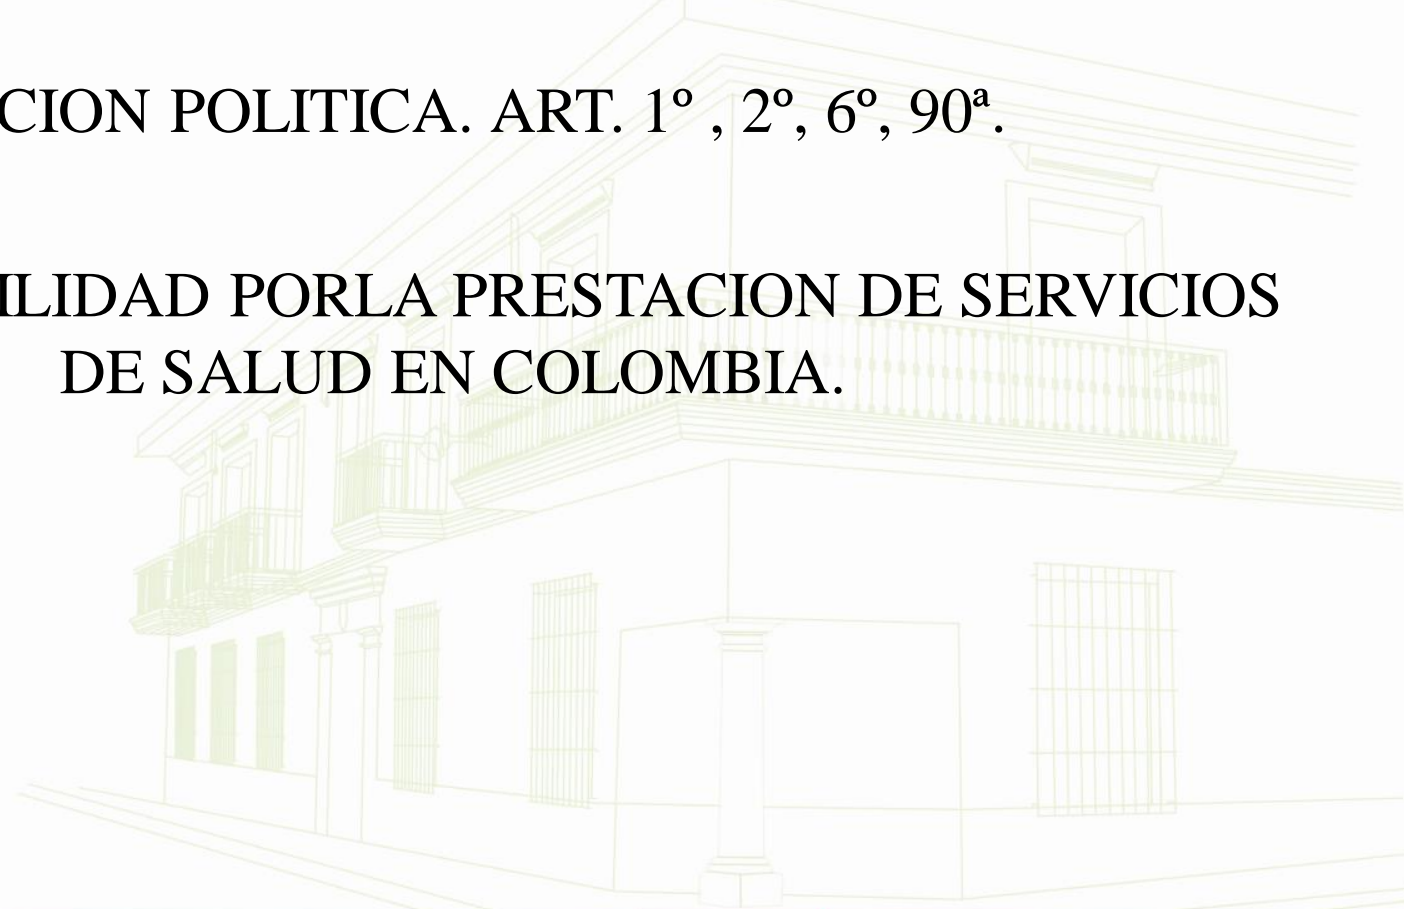 CION POLITICA. ART. 1º , 2º, 6º, 90ª.
ILIDAD PORLA PRESTACION DE SERVICIOS
DE SALUD EN COLOMBIA.